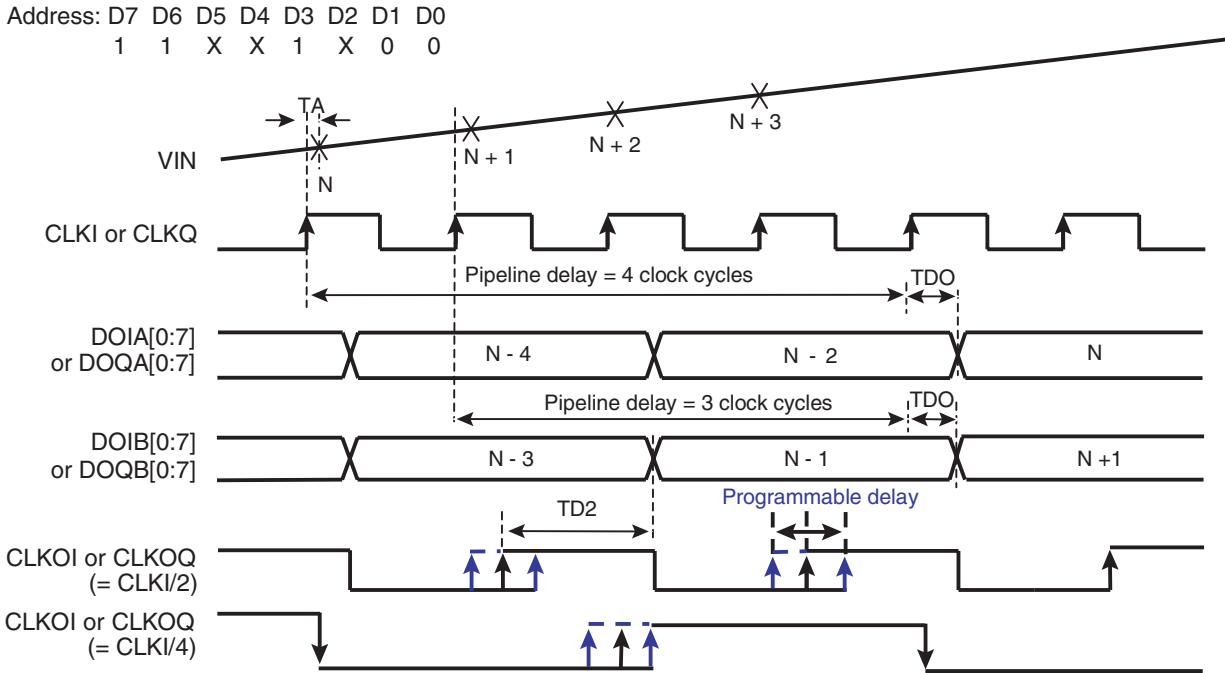 Address: D7 D6 D5 D4 D3 D2 D1 D0
1 1 X X 1 X 0 0
TA
VIN
N
N + 1
N + 2
N + 3
CLKI or CLKQ
Pipeline delay = 4 clock cycles
TDO
DOIA[0:7]
or DOQA[0:7]
N - 4
N - 2
N
Pipeline delay = 3 clock cycles
TDO
DOIB[0:7]
or DOQB[0:7]
N - 3
N - 1
N +1
TD2
Programmable delay
CLKOI or CLKOQ
(= CLKI/2)
CLKOI or CLKOQ
(= CLKI/4)